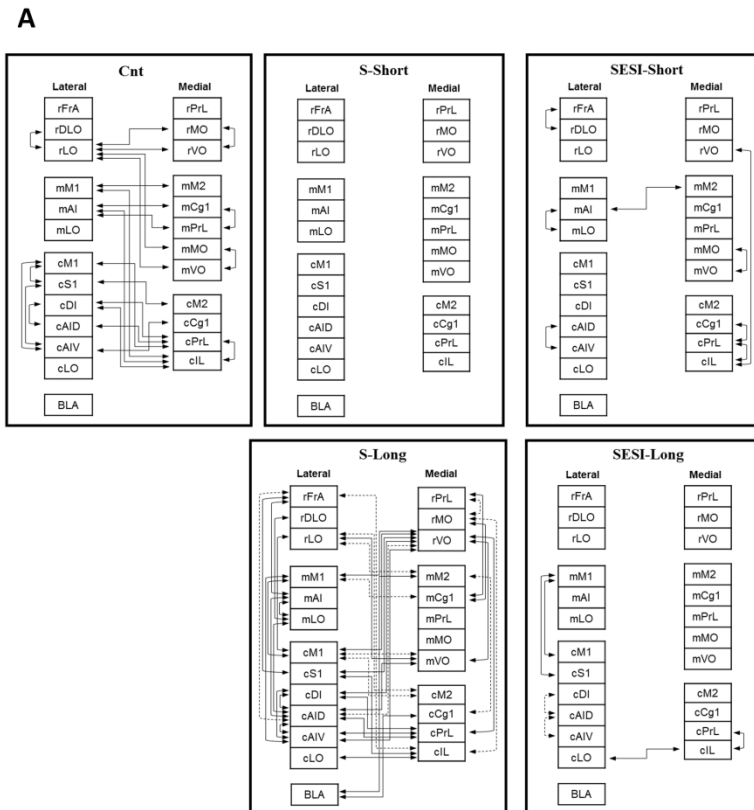 A
Cnt
Lateral Medial
rFrA rPrL
rDLO rMO
rLO rVO
mM1 mM2
mAI mCg1
mLO mPrL
mMO
mVO
cM1
cS1
cDI
cAID
cAIV
cLO
cM2
cCg1
cPrL
cIL
BLA
S-Short
Lateral Medial
rFrA rPrL
rDLO rMO
rLO rVO
mM1 mM2
mAI mCg1
mLO mPrL
mMO
mVO
cM1
cS1
cDI
cAID
cAIV
cLO
cM2
cCg1
cPrL
cIL
BLA
SESI-Short
Lateral Medial
rFrA rPrL
rDLO rMO
rLO rVO
mM1 mM2
mAI mCg1
mLO mPrL
mMO
mVO
cM1
cS1
cDI
cAID
cAIV
cLO
cM2
cCg1
cPrL
cIL
BLA
S-Long
Lateral Medial
rFrA rPrL
rDLO rMO
rLO rVO
mM1 mM2
mAI mCg1
mLO mPrL
mMO
mVO
cM1
cS1
cDI
cAID
cAIV
cLO
cM2
cCg1
cPrL
cIL
BLA
SESI-Long
Lateral Medial
rFrA rPrL
rDLO rMO
rLO rVO
mM1 mM2
mAI mCg1
mLO mPrL
mMO
mVO
cM1
cS1
cDI
cAID
cAIV
cLO
cM2
cCg1
cPrL
cIL
BLA